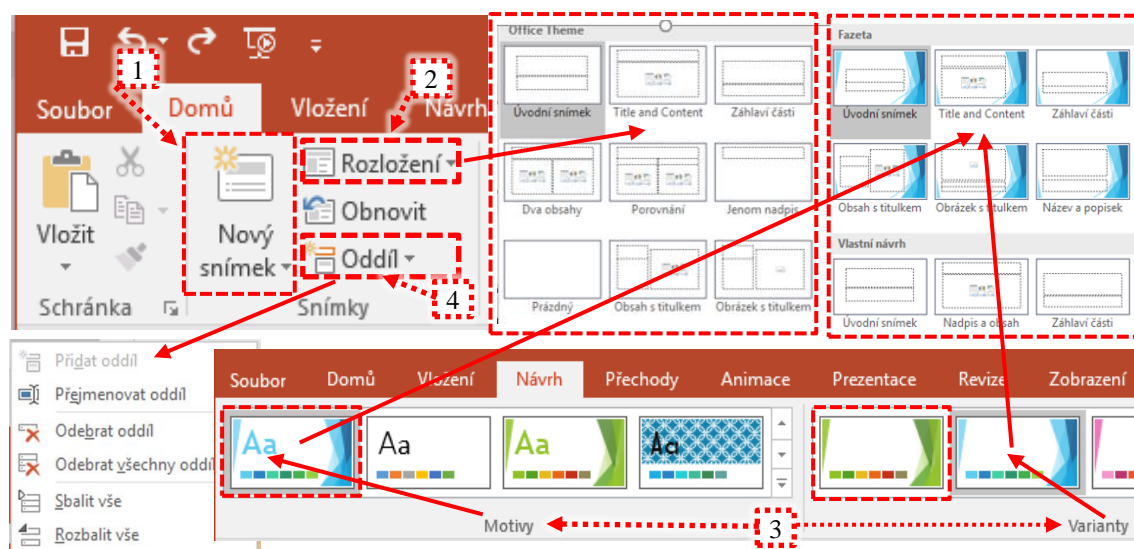 1
2
Soubor Domů Vložení Návrh
Vložit
Nový
snímek
Rozložení
Obnovit
Oddíl
4
Schránka Snímky
Office Theme
Úvodní snímek Title and Content Záhlaví části
Dva obsahy Porovnání Jenom nadpis
Prázdný Obsah s titulkem Obrázek s titulkem
Fazeta
Úvodní snímek Title and Content Záhlaví části
Obsah s titulkem Obrázek s titulkem Název a popisek
Vlastní návrh
Úvodní snímek Nadpis a obsah Záhlaví části
Přidat oddíl
Přejmenovat oddíl
Odebrat oddíl
Odebrat všechny oddíl
Sbalit vše
Rozbalit vše
Soubor Domů Vložení Návrh Přechody Animace Prezentace Revize Zobrazení
Aa Aa Aa Aa
Motivy 3 Varianty